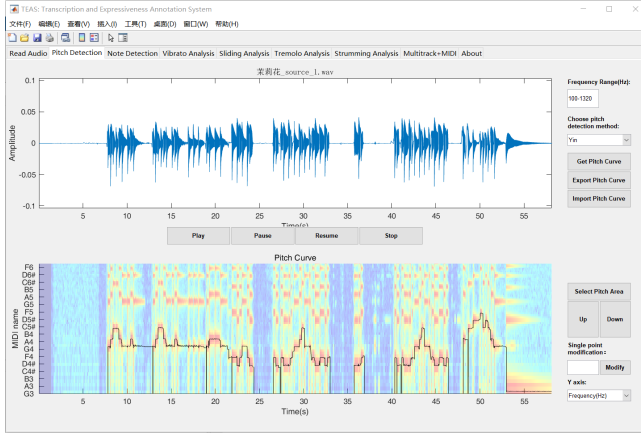 TEAS: Transcription and Expressiveness Annotation System
文件(F) 编辑(E) 查看(V) 插入(I) 工具(T) 桌面(D) 窗口(W) 帮助(H)
Read Audio Pitch Detection Note Detection Vibrato Analysis Sliding Analysis Tremolo Analysis Strumming Analysis Multitrack+MIDI About
茉莉花_source_1.wav
Amplitude
0.1
0.05
0
-0.05
-0.1
5 10 15 20 25 30 35 40 45 50 55
Time(s)
Play Pause Resume Stop
Frequency Range(Hz):
100-1320
Choose pitch
detection method:
Yin
Get Pitch Curve
Export Pitch Curve
Import Pitch Curve
Pitch Curve
MIDI name
F6
D6#
C6#
B5
A5
G5
F5
D5#
C5#
B4
A4
G4
F4
D4#
C4#
B3
A3
G3
5 10 15 20 25 30 35 40 45 50 55
Time(s)
Select Pitch Area
Up Down
Single point
modification:
Modify
Y axis:
Frequency(Hz)